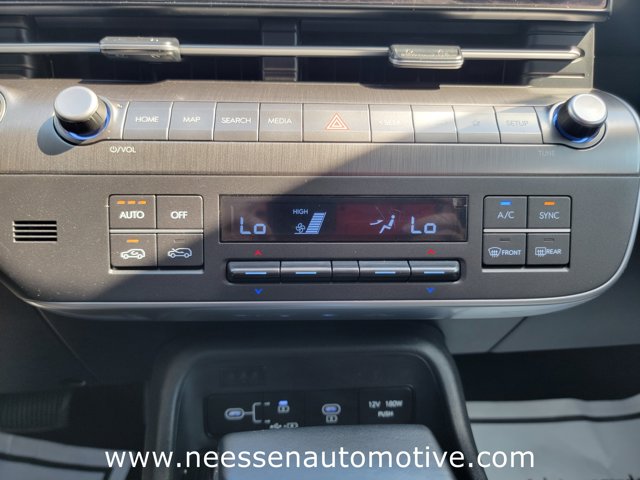 HOME MAP SEARCH MEDIA SETUP
⏻/VOL TUNE
AUTO OFF
Lo HIGH Lo
A/C SYNC
FRONT REAR
12V 180W
PUSH
www.neessenautomotive.com